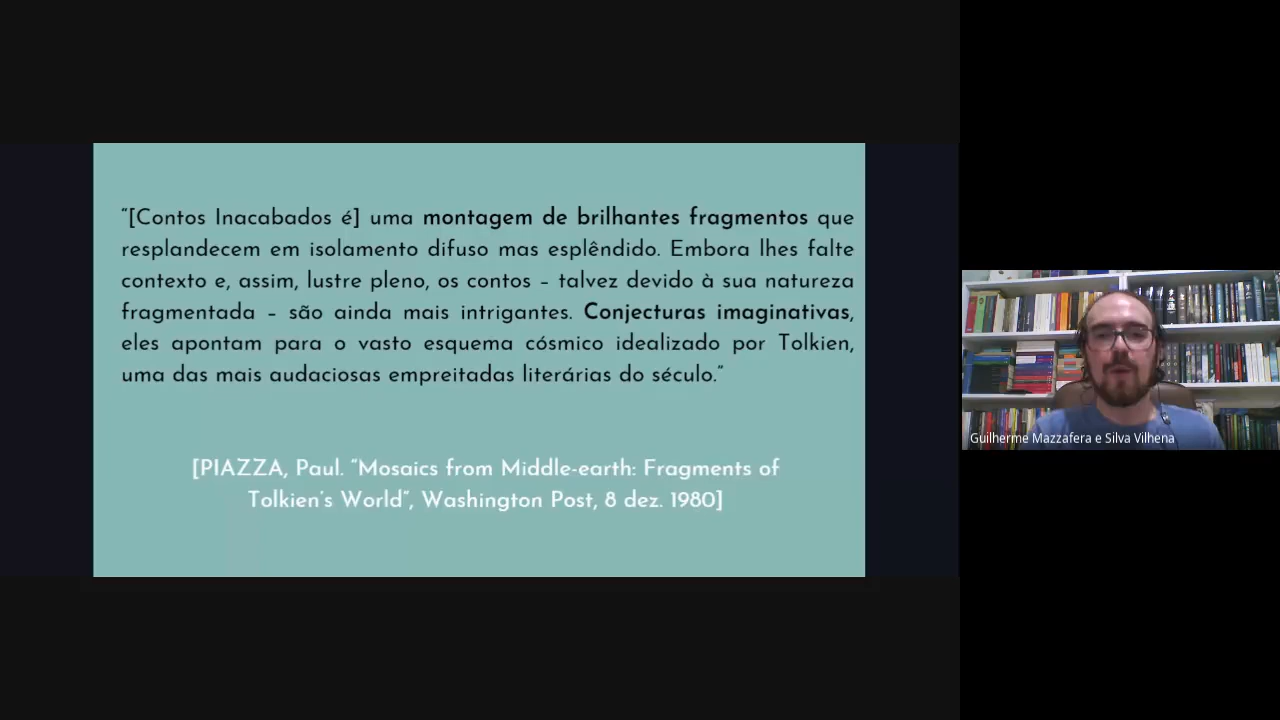 “[Contos Inacabados é] uma montagem de brilhantes fragmentos que
resplandecem em isolamento difuso mas esplêndido. Embora lhes falte
contexto e, assim, lustre pleno, os contos – talvez devido à sua natureza
fragmentada – são ainda mais intrigantes. Conjecturas imaginativas,
eles apontam para o vasto esquema cósmico idealizado por Tolkien,
uma das mais audaciosas empreitadas literárias do século.”
[PIAZZA, Paul. “Mosaics from Middle-earth: Fragments of
Tolkien’s World”, Washington Post, 8 dez. 1980]
Guilherme Mazzafera e Silva Vilhena